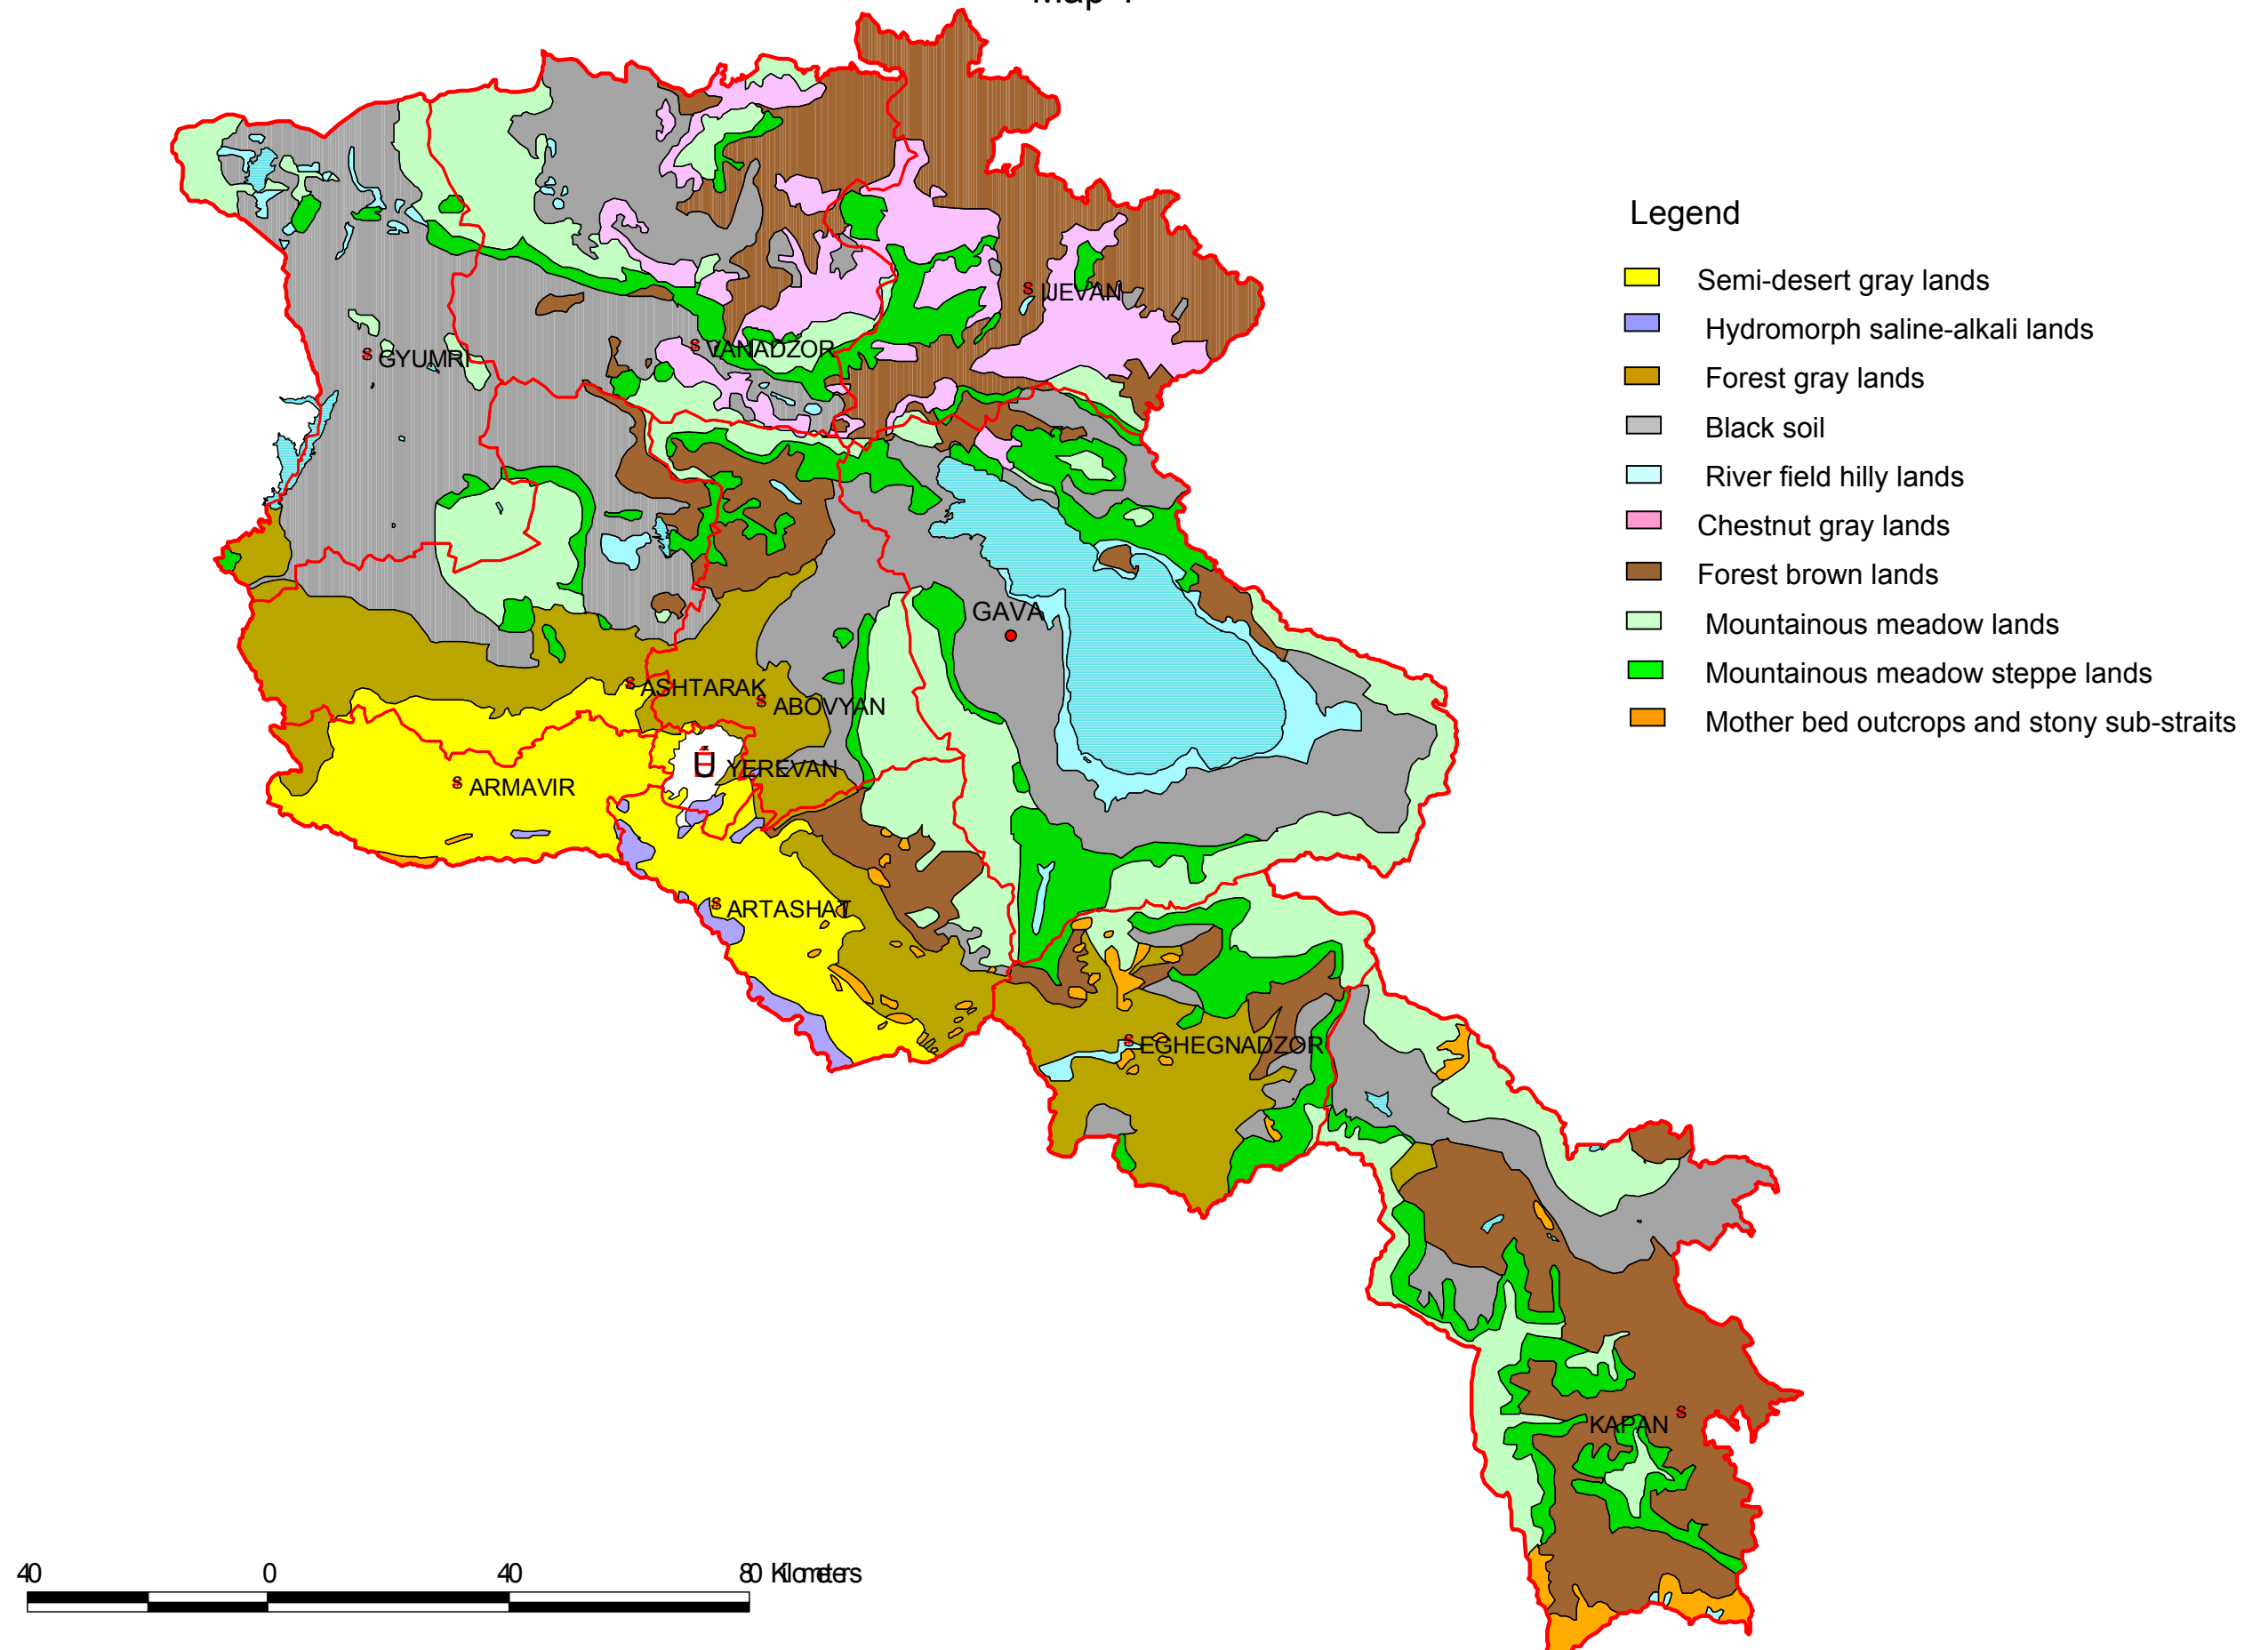 Legend
Semi-desert gray lands
Hydromorph saline-alkali lands
Forest gray lands
Black soil
River field hilly lands
Chestnut gray lands
Forest brown lands
Mountainous meadow lands
Mountainous meadow steppe lands
Mother bed outcrops and stony sub-straits
IJEVAN
VANADZOR
GYUMRI
GAVA
ASHTARAK
ABOVYAN
YEREVAN
ARMAVIR
ARTASHAT
EGHEGNADZOR
KAPAN
40 0 40 80 Kilometers